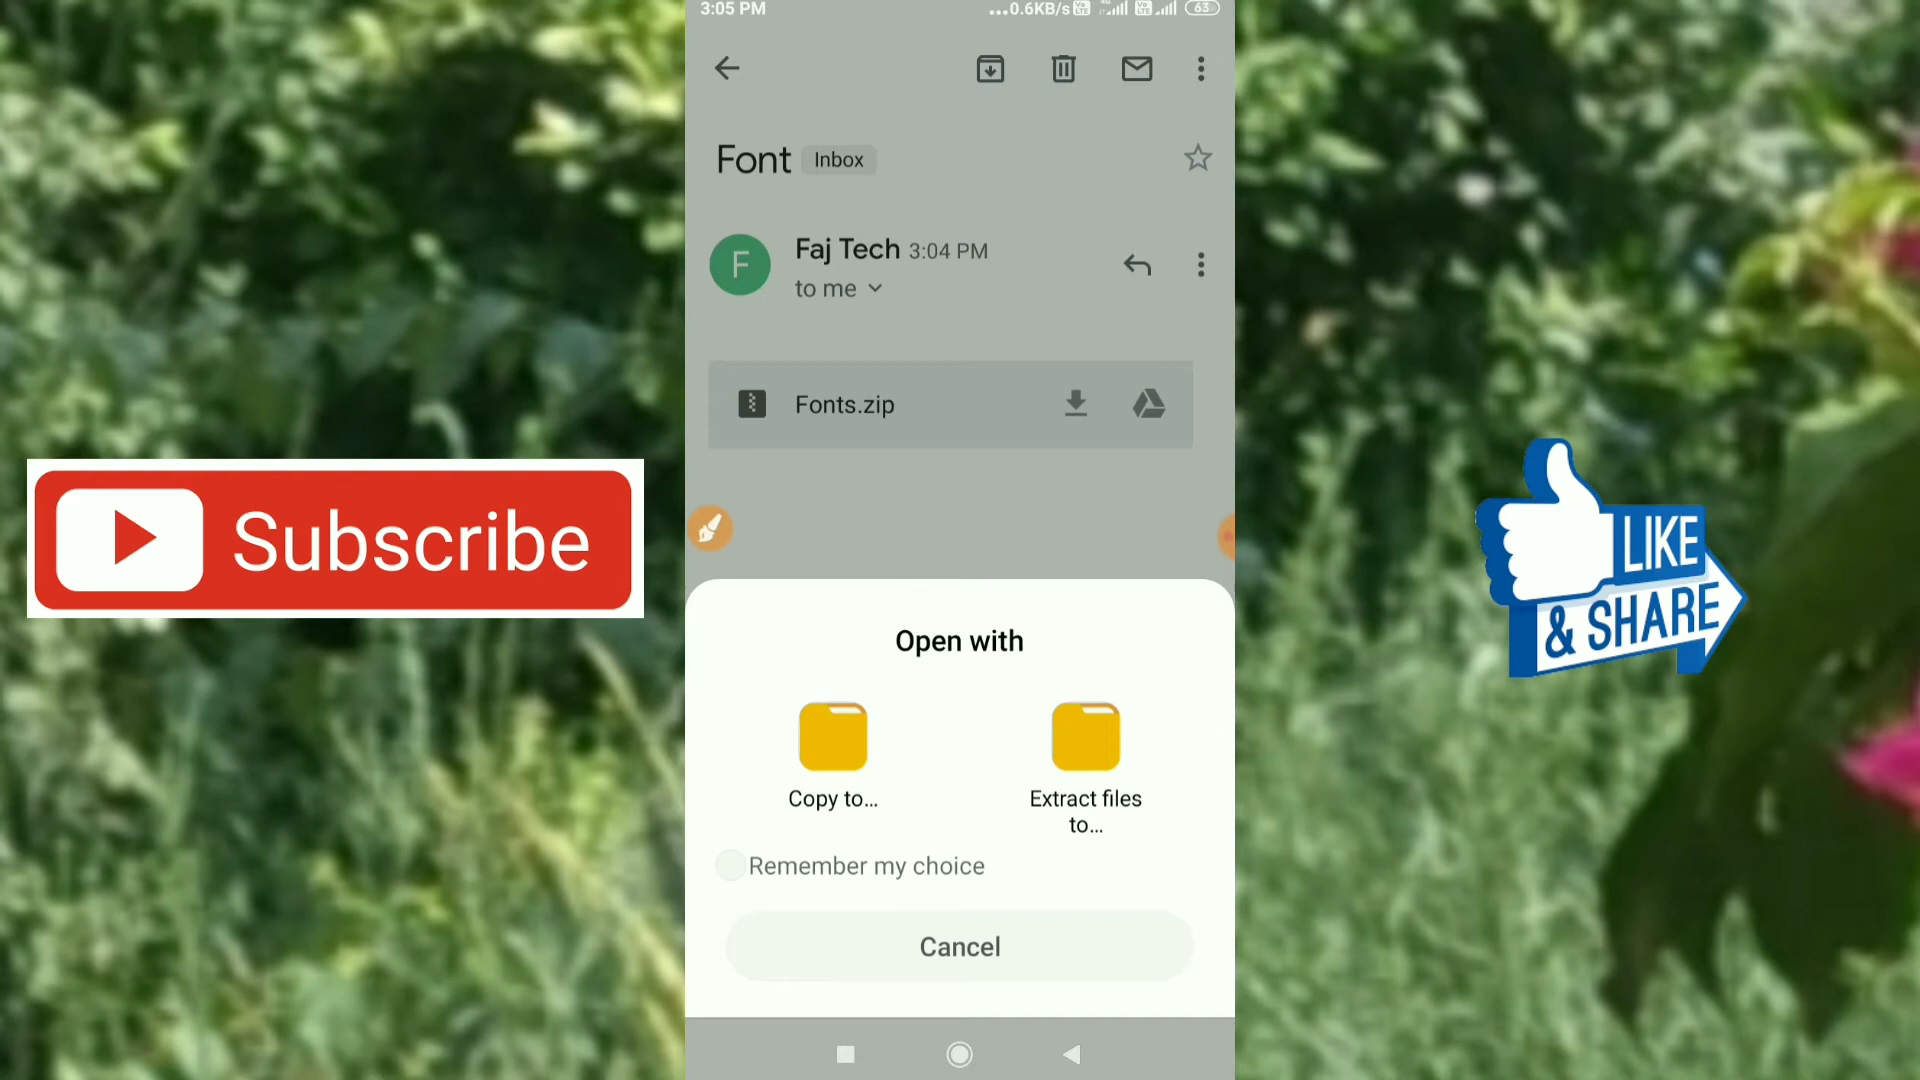 3:05 PM
...0.6KB/s
63
Font
Inbox
F
Faj Tech 3:04 PM
to me
Fonts.zip
Subscribe
LIKE
& SHARE
Open with
Copy to...
Extract files
to...
Remember my choice
Cancel